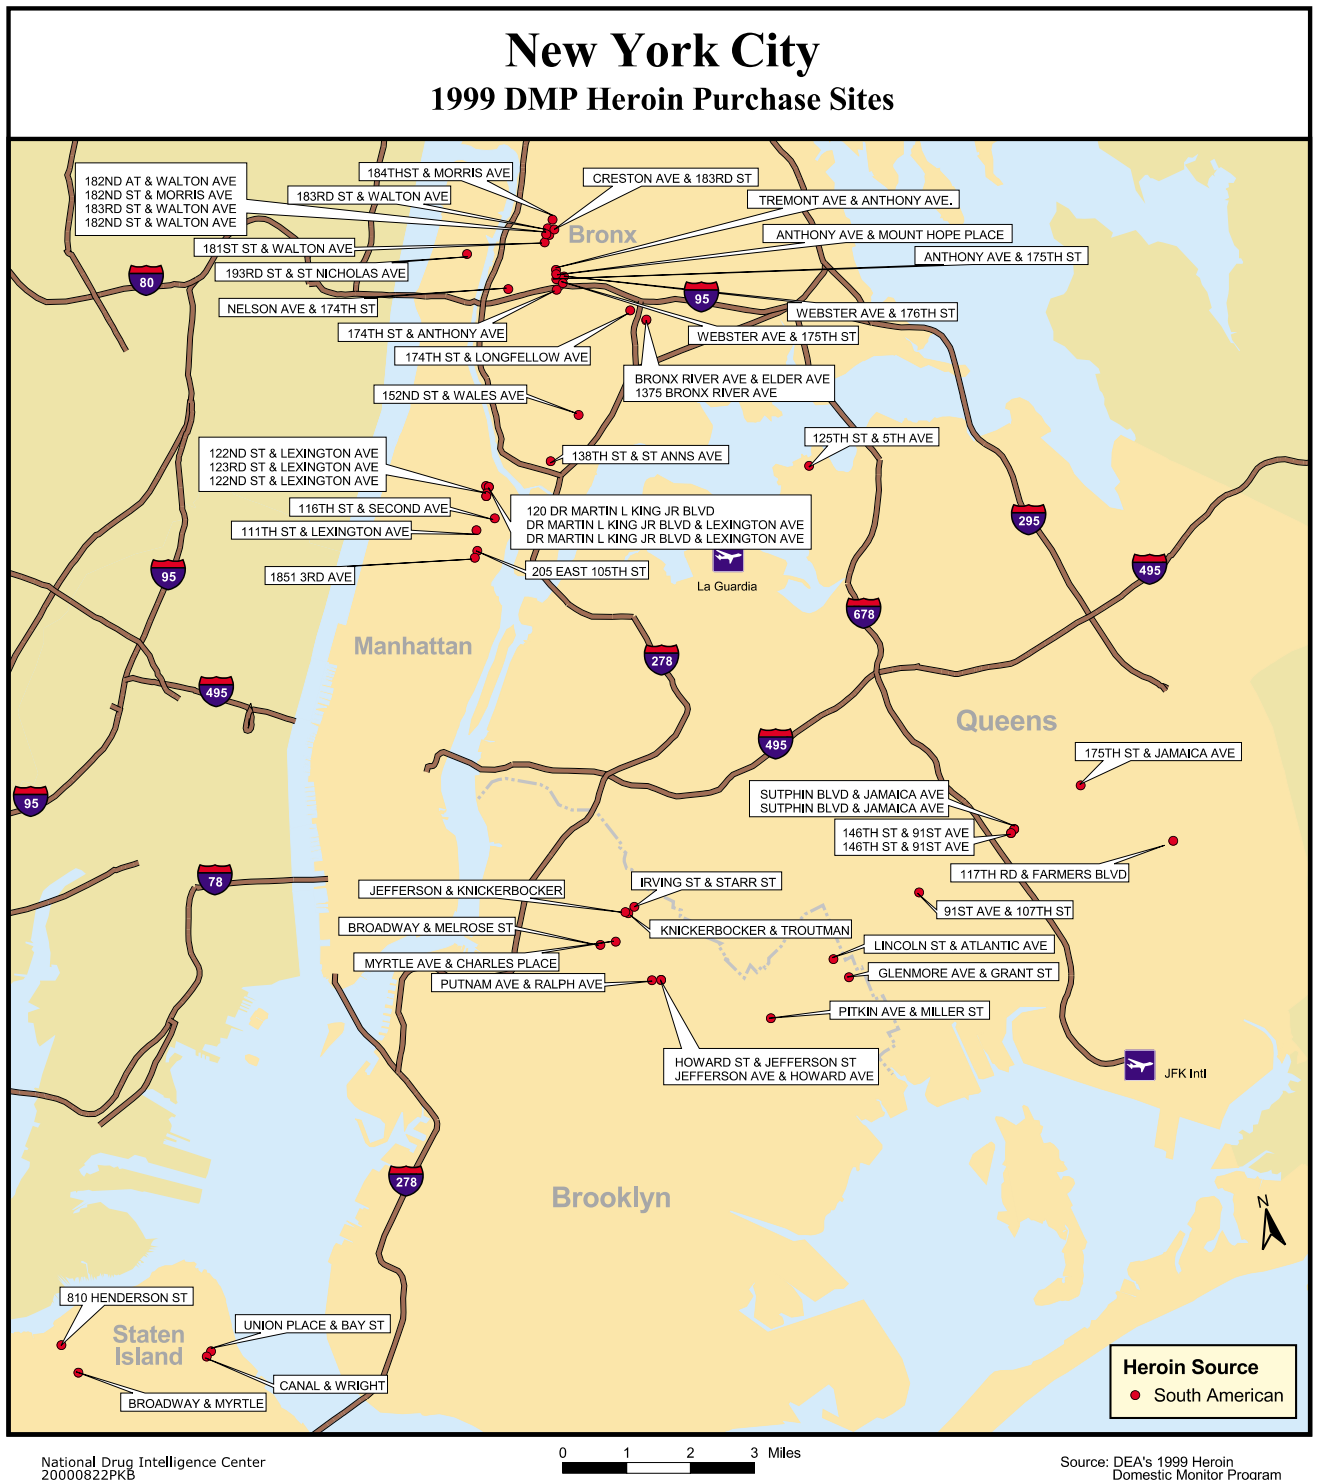 New York City
1999 DMP Heroin Purchase Sites
184THST & MORRIS AVE
CRESTON AVE & 183RD ST
182ND AT & WALTON AVE
182ND ST & MORRIS AVE
183RD ST & WALTON AVE
182ND ST & WALTON AVE
183RD ST & WALTON AVE
TREMONT AVE & ANTHONY AVE.
Bronx
ANTHONY AVE & MOUNT HOPE PLACE
181ST ST & WALTON AVE
ANTHONY AVE & 175TH ST
193RD ST & ST NICHOLAS AVE
80
95
NELSON AVE & 174TH ST
WEBSTER AVE & 176TH ST
174TH ST & ANTHONY AVE
WEBSTER AVE & 175TH ST
174TH ST & LONGFELLOW AVE
BRONX RIVER AVE & ELDER AVE
1375 BRONX RIVER AVE
152ND ST & WALES AVE
125TH ST & 5TH AVE
122ND ST & LEXINGTON AVE
123RD ST & LEXINGTON AVE
122ND ST & LEXINGTON AVE
138TH ST & ST ANNS AVE
116TH ST & SECOND AVE
120 DR MARTIN L KING JR BLVD
DR MARTIN L KING JR BLVD & LEXINGTON AVE
DR MARTIN L KING JR BLVD & LEXINGTON AVE
111TH ST & LEXINGTON AVE
295
1851 3RD AVE
205 EAST 105TH ST
95
495
La Guardia
678
Manhattan
278
495
Queens
495
175TH ST & JAMAICA AVE
95
SUTPHIN BLVD & JAMAICA AVE
SUTPHIN BLVD & JAMAICA AVE
146TH ST & 91ST AVE
146TH ST & 91ST AVE
117TH RD & FARMERS BLVD
78
JEFFERSON & KNICKERBOCKER
IRVING ST & STARR ST
91ST AVE & 107TH ST
BROADWAY & MELROSE ST
KNICKERBOCKER & TROUTMAN
LINCOLN ST & ATLANTIC AVE
MYRTLE AVE & CHARLES PLACE
GLENMORE AVE & GRANT ST
PUTNAM AVE & RALPH AVE
PITKIN AVE & MILLER ST
HOWARD ST & JEFFERSON ST
JEFFERSON AVE & HOWARD AVE
JFK Intl
278
Brooklyn
N
810 HENDERSON ST
UNION PLACE & BAY ST
Staten
Island
CANAL & WRIGHT
BROADWAY & MYRTLE
Heroin Source
South American
0 1 2 3 Miles
National Drug Intelligence Center
20000822PKB
Source: DEA's 1999 Heroin
Domestic Monitor Program